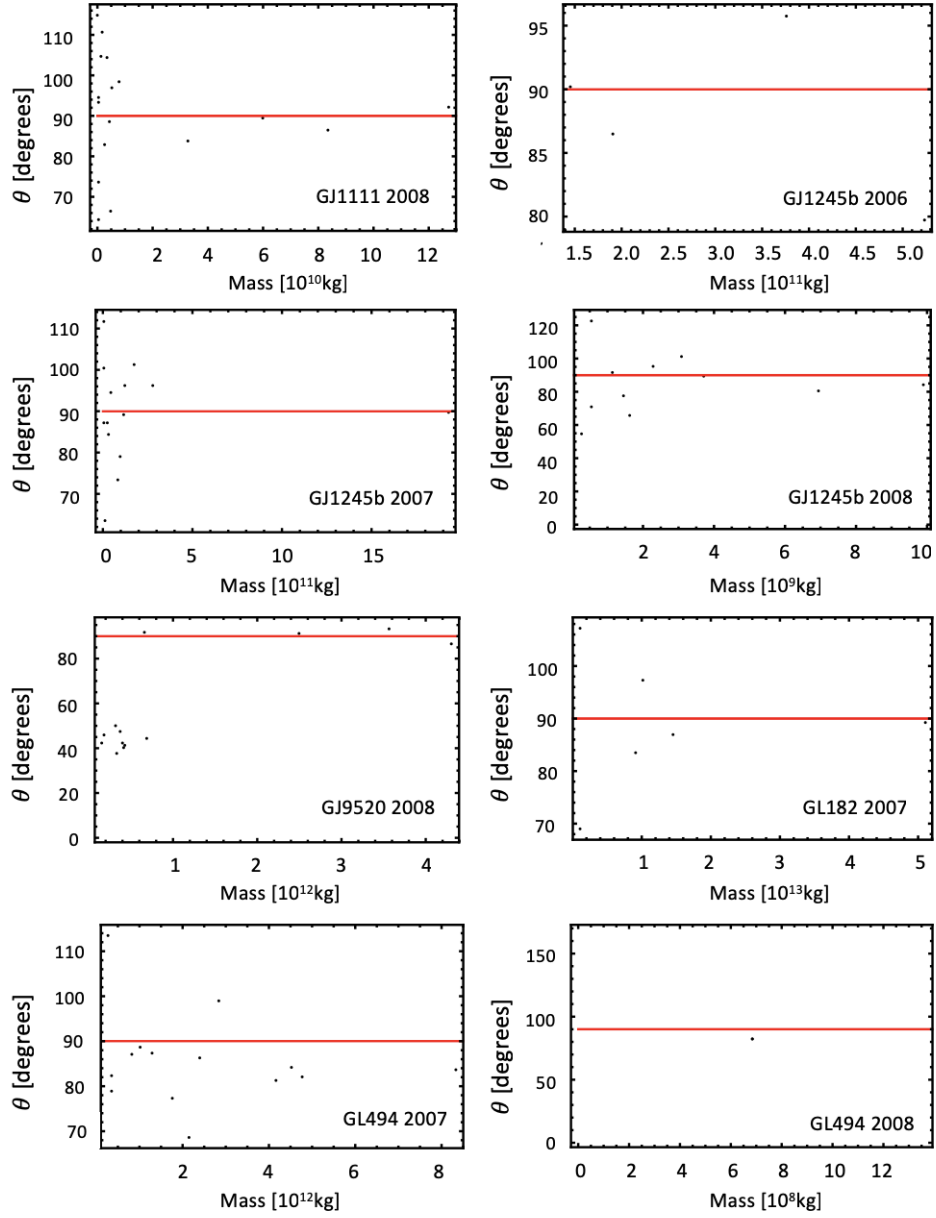 110
100
90
80
70
θ [degrees]
GJ1111 2008
0 2 4 6 8 10 12
Mass [10¹⁰kg]
95
90
85
80
θ [degrees]
GJ1245b 2006
1.5 2.0 2.5 3.0 3.5 4.0 2.0 5.0
Mass [10¹¹kg]
110
100
90
80
70
θ [degrees]
GJ1245b 2007
0 5 10 15
Mass [10¹¹kg]
120
100
80
60
40
20
0
θ [degrees]
GJ1245b 2008
2 4 6 8 10
Mass [10⁹kg]
80
60
40
20
0
θ [degrees]
GJ9520 2008
1 2 3 4
Mass [10¹²kg]
100
90
80
70
θ [degrees]
GL182 2007
1 2 3 4 5
Mass [10¹³kg]
110
100
90
80
70
θ [degrees]
GL494 2007
2 4 6 8
Mass [10¹²kg]
150
100
50
0
θ [degrees]
GL494 2008
0 2 4 6 8 10 12
Mass [10⁸kg]